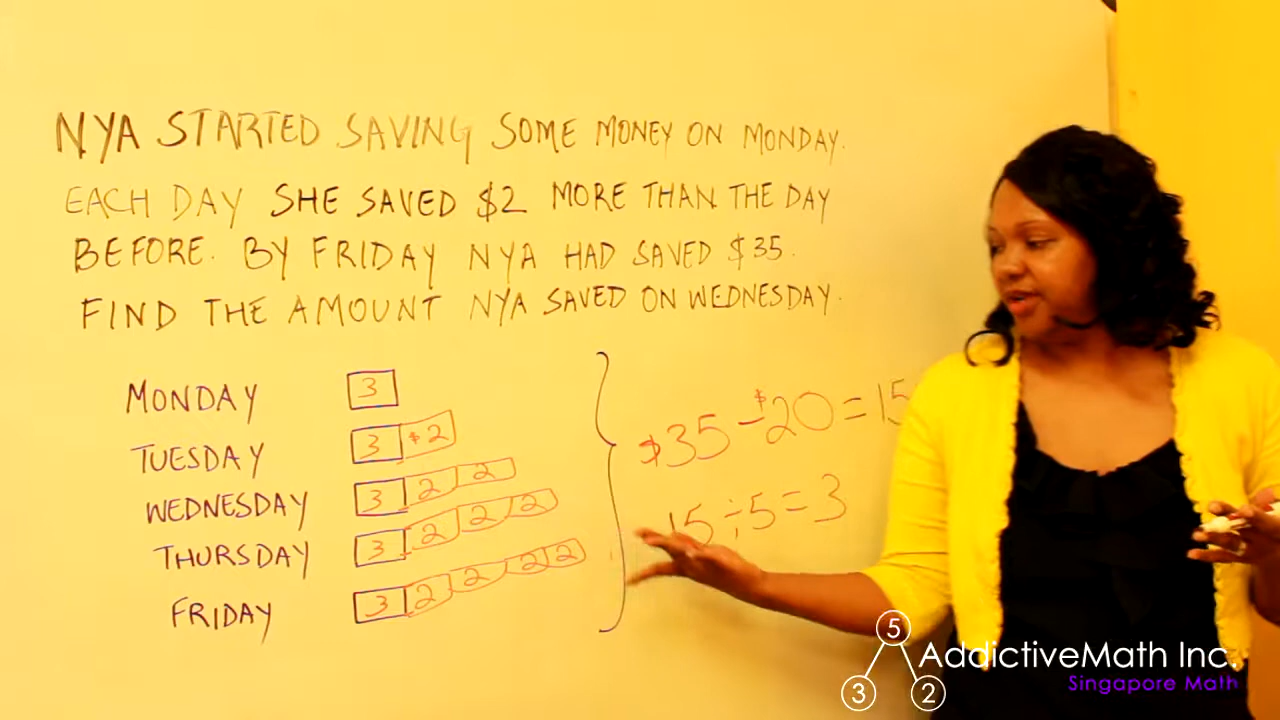 NYA STARTED SAVING SOME MONEY ON MONDAY.
EACH DAY SHE SAVED $2 MORE THAN THE DAY
BEFORE. BY FRIDAY NYA HAD SAVED $35.
FIND THE AMOUNT NYA SAVED ON WEDNESDAY.
MONDAY 3
TUESDAY 3 $2
WEDNESDAY 3 2 2
THURSDAY 3 2 2 2
FRIDAY 3 2 2 2 2
$35 - $20 = 15
15 ÷ 5 = 3
5
3 2
AddictiveMath Inc.
Singapore Math